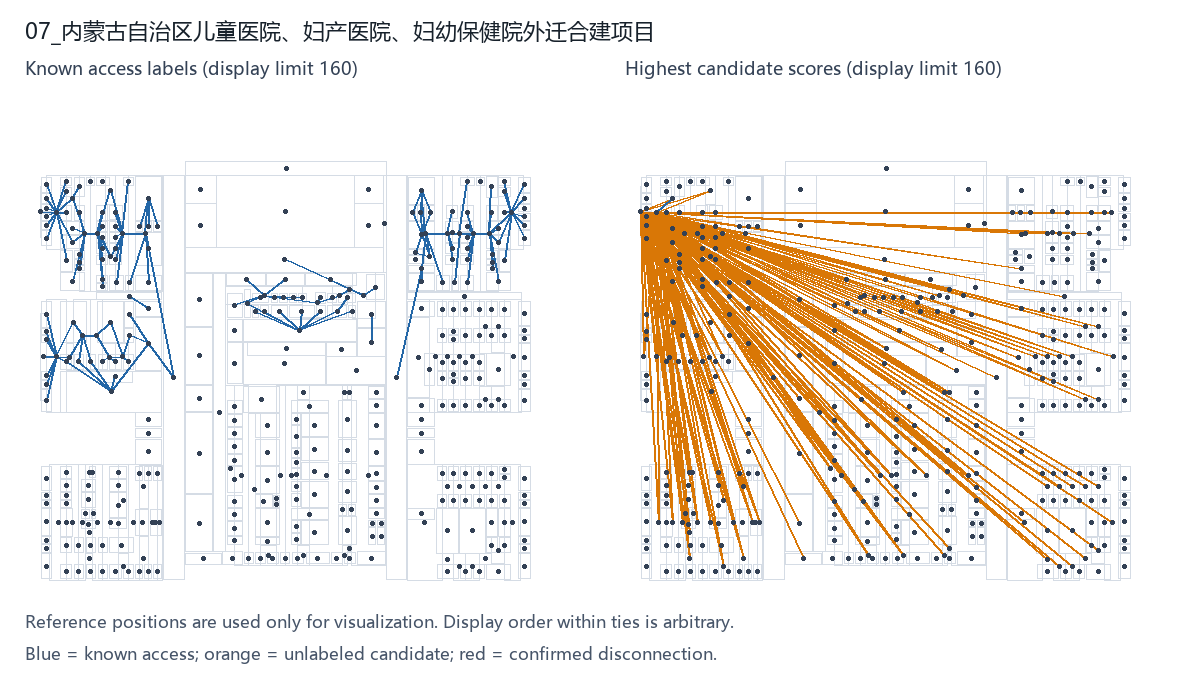 07_内蒙古自治区儿童医院、妇产医院、妇幼保健院外迁合建项目
Known access labels (display limit 160)
Highest candidate scores (display limit 160)
Reference positions are used only for visualization. Display order within ties is arbitrary.
Blue = known access; orange = unlabeled candidate; red = confirmed disconnection.